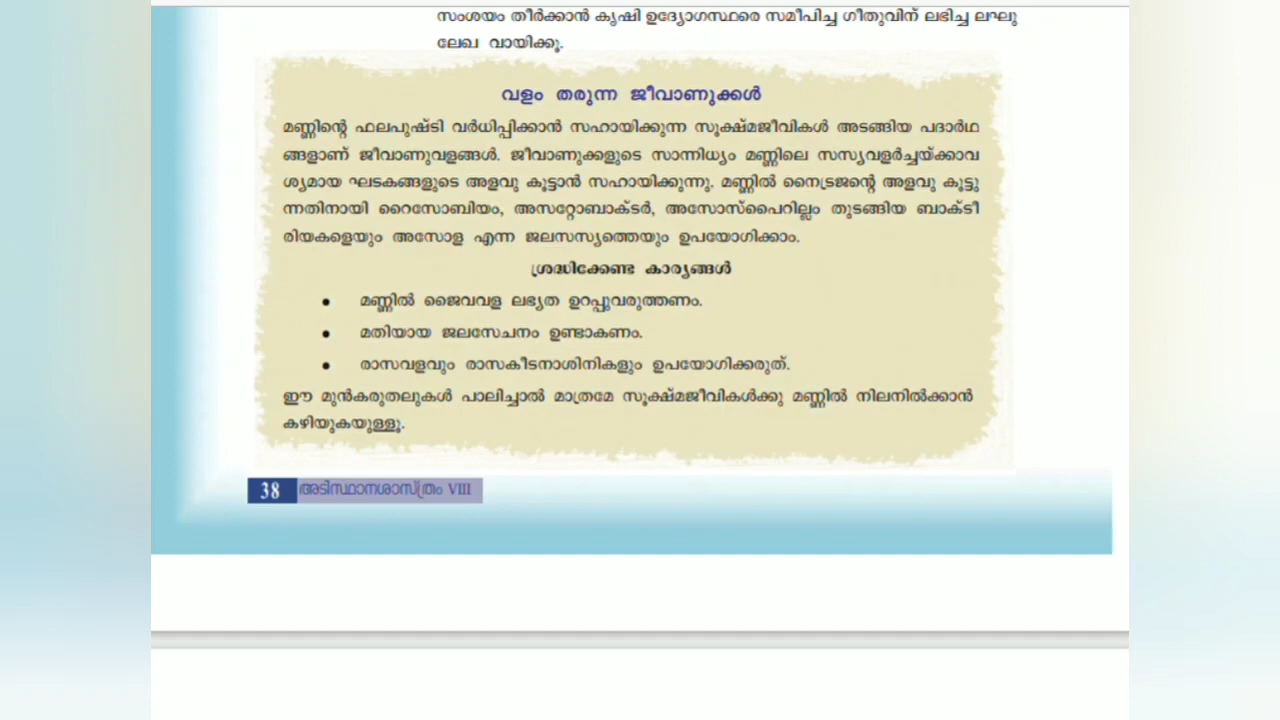 സംശയം തീർക്കാൻ കൃഷി ഉദ്യോഗസ്ഥരെ സമീപിച്ച ഗീതുവിന് ലഭിച്ച ലഘു
ലേഖ വായിക്കൂ.
വളം തരുന്ന ജീവാണുക്കൾ
മണ്ണിന്റെ ഫലപുഷ്ടി വർധിപ്പിക്കാൻ സഹായിക്കുന്ന സൂക്ഷ്മജീവികൾ അടങ്ങിയ പദാർഥ
ങ്ങളാണ് ജീവാണുവളങ്ങൾ. ജീവാണുക്കളുടെ സാന്നിധ്യം മണ്ണിലെ സസ്യവളർച്ചയ്ക്കാവ
ശ്യമായ ഘടകങ്ങളുടെ അളവു കൂട്ടാൻ സഹായിക്കുന്നു. മണ്ണിൽ നൈട്രജന്റെ അളവു കൂട്ടു
ന്നതിനായി റൈസോബിയം, അസറ്റോബാക്ടർ, അസോസ്പൈറില്ലം തുടങ്ങിയ ബാക്ടീ
രിയകളെയും അസോള എന്ന ജലസസ്യത്തെയും ഉപയോഗിക്കാം.
ശ്രദ്ധിക്കേണ്ട കാര്യങ്ങൾ
• മണ്ണിൽ ജൈവവള ലഭ്യത ഉറപ്പുവരുത്തണം.
• മതിയായ ജലസേചനം ഉണ്ടാകണം.
• രാസവളവും രാസകീടനാശിനികളും ഉപയോഗിക്കരുത്.
ഈ മുൻകരുതലുകൾ പാലിച്ചാൽ മാത്രമേ സൂക്ഷ്മജീവികൾക്കു മണ്ണിൽ നിലനിൽക്കാൻ
കഴിയുകയുള്ളൂ.
38 അടിസ്ഥാനശാസ്ത്രം VIII